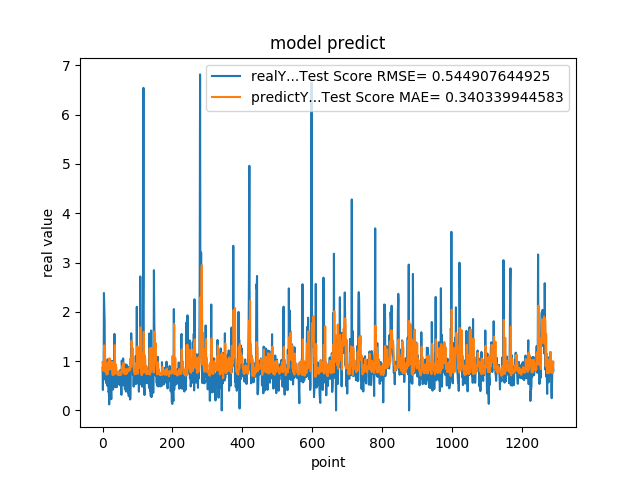 model predict
realY...Test Score RMSE= 0.544907644925
predictY...Test Score MAE= 0.340339944583
7
6
5
4
3
2
1
0
real value
0 200 400 600 800 1000 1200
point